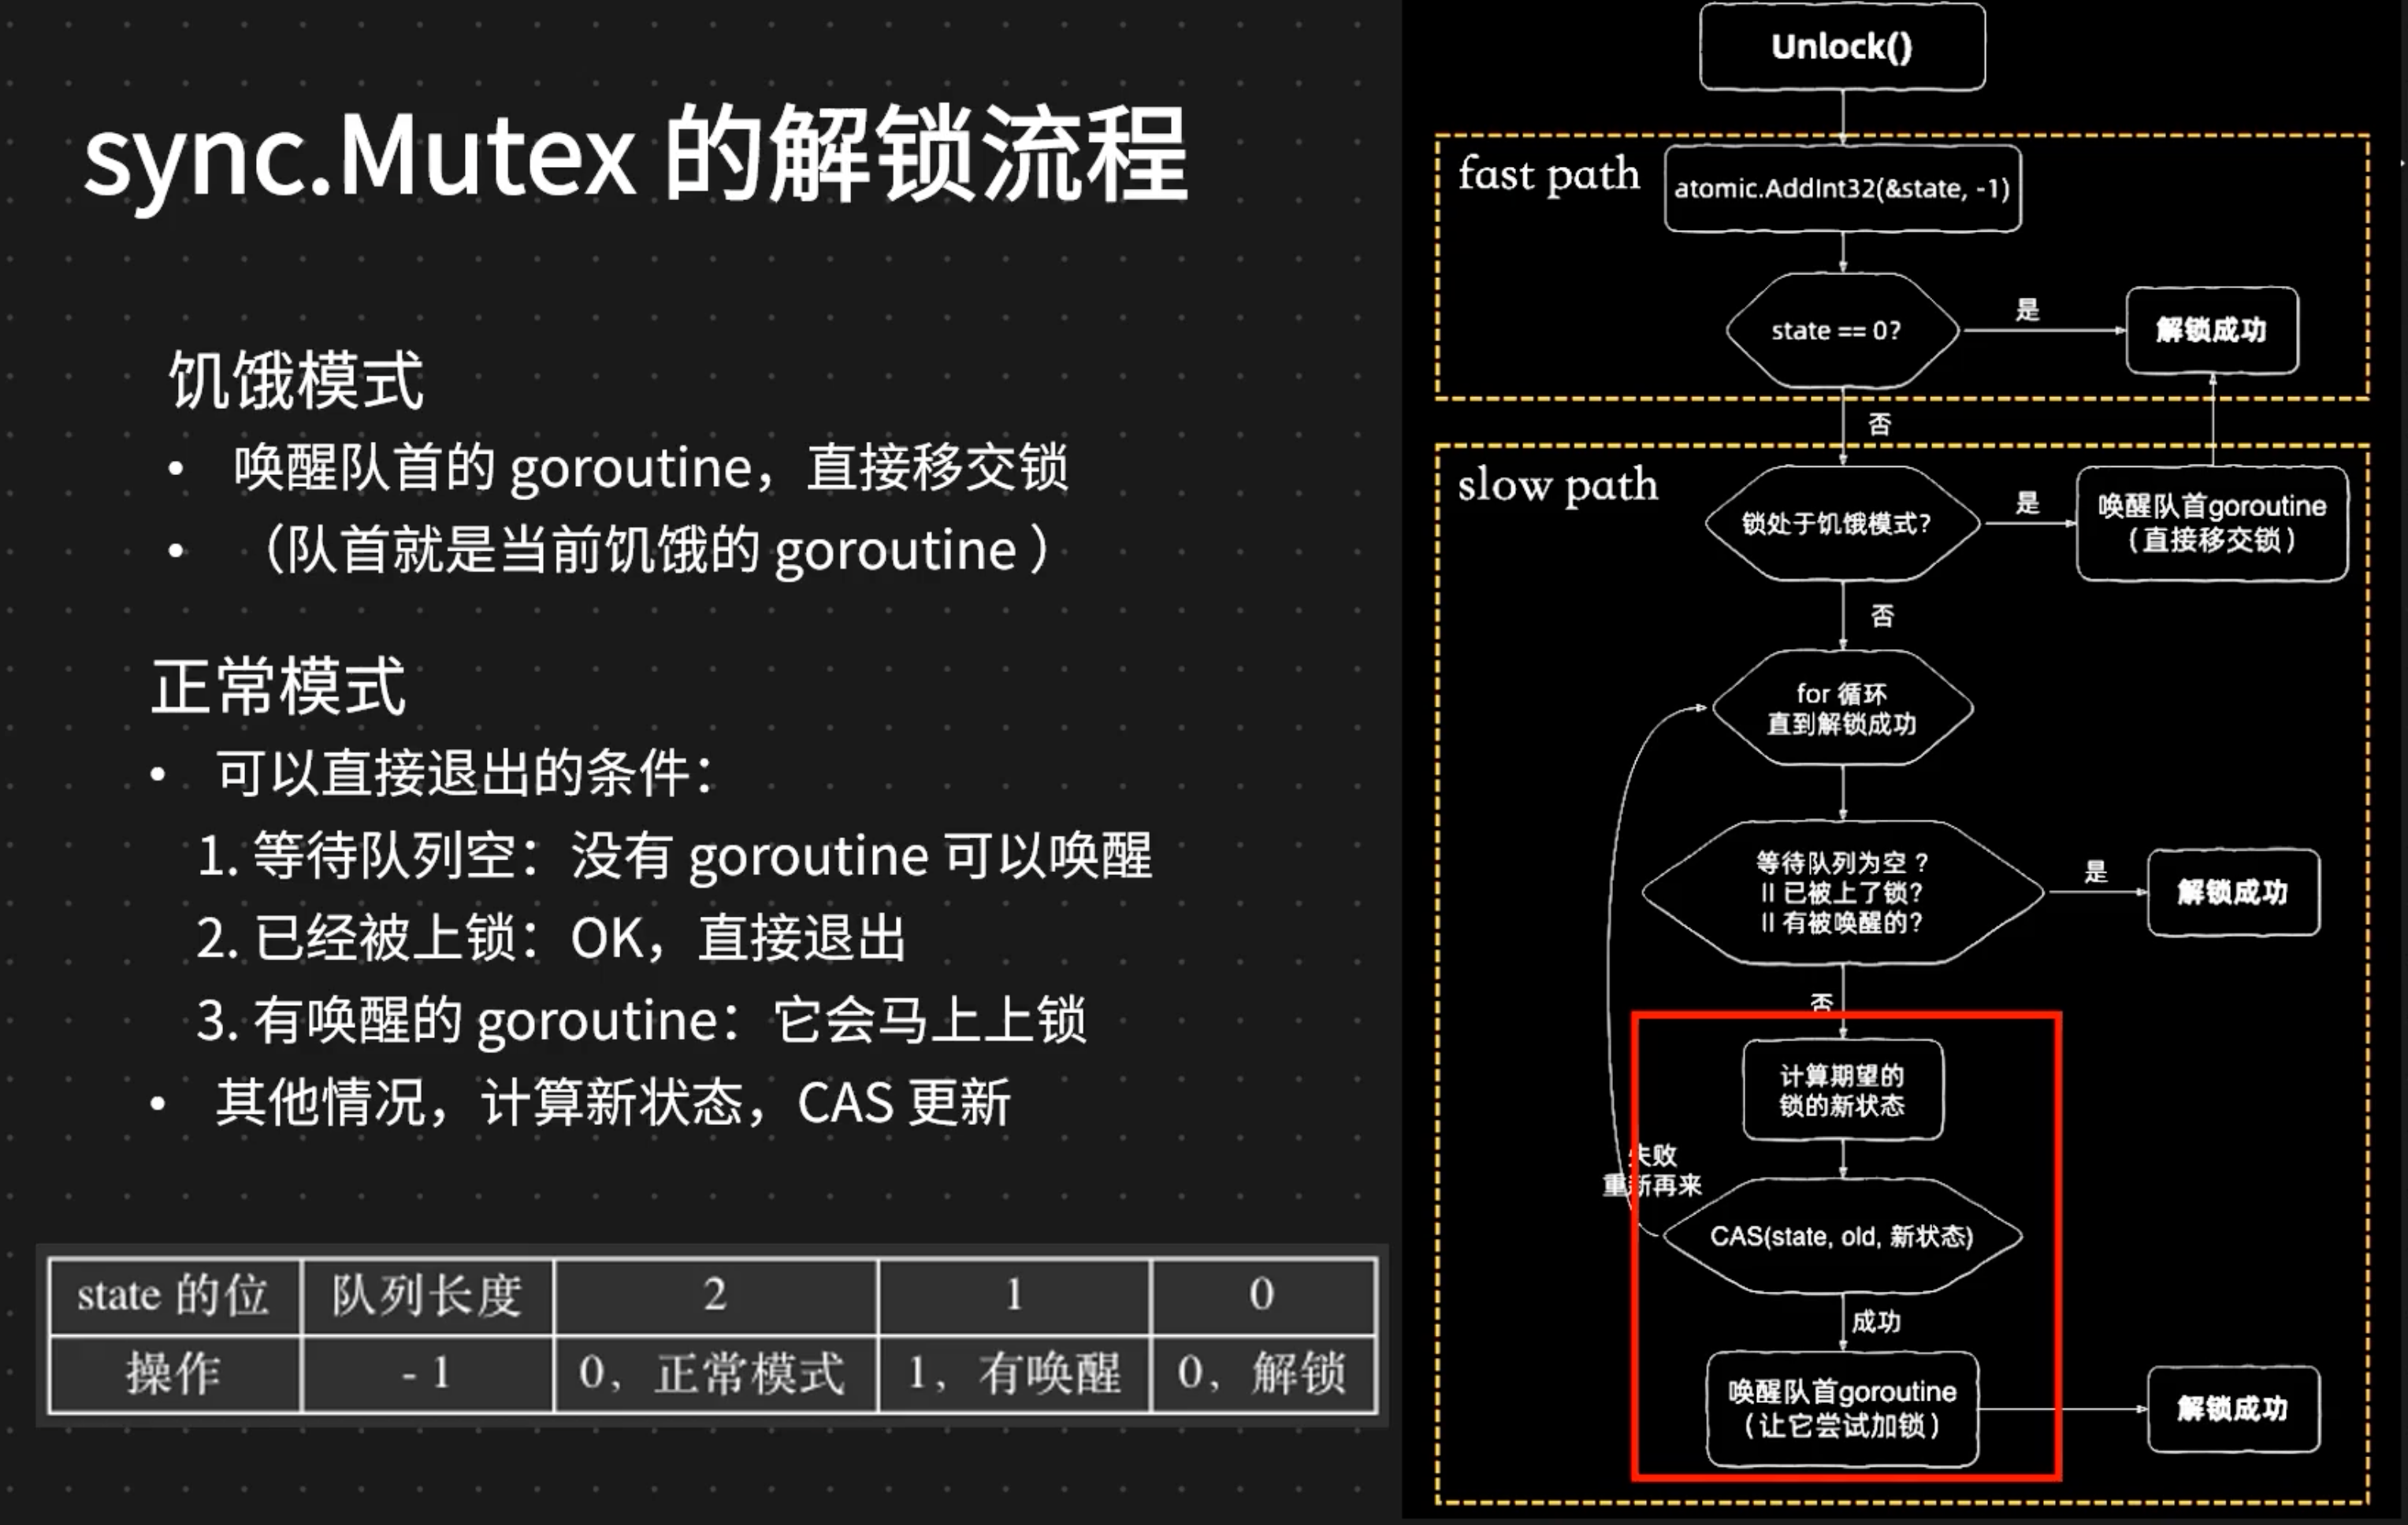 sync.Mutex 的解锁流程
饥饿模式
• 唤醒队首的 goroutine，直接移交锁
• （队首就是当前饥饿的 goroutine ）
正常模式
• 可以直接退出的条件：
1. 等待队列空：没有 goroutine 可以唤醒
2. 已经被上锁：OK，直接退出
3. 有唤醒的 goroutine：它会马上上锁
• 其他情况，计算新状态，CAS 更新
state 的位 队列长度 2 1 0
操作 - 1 0，正常模式 1，有唤醒 0，解锁
Unlock()
fast path
atomic.AddInt32(&state, -1)
state == 0?
是
解锁成功
否
slow path
锁处于饥饿模式?
是
唤醒队首goroutine
（直接移交锁）
否
for 循环
直到解锁成功
等待队列为空 ?
|| 已被上了锁?
|| 有被唤醒的?
是
解锁成功
否
计算期望的
锁的新状态
失败
重新再来
CAS(state, old, 新状态)
成功
唤醒队首goroutine
（让它尝试加锁）
解锁成功